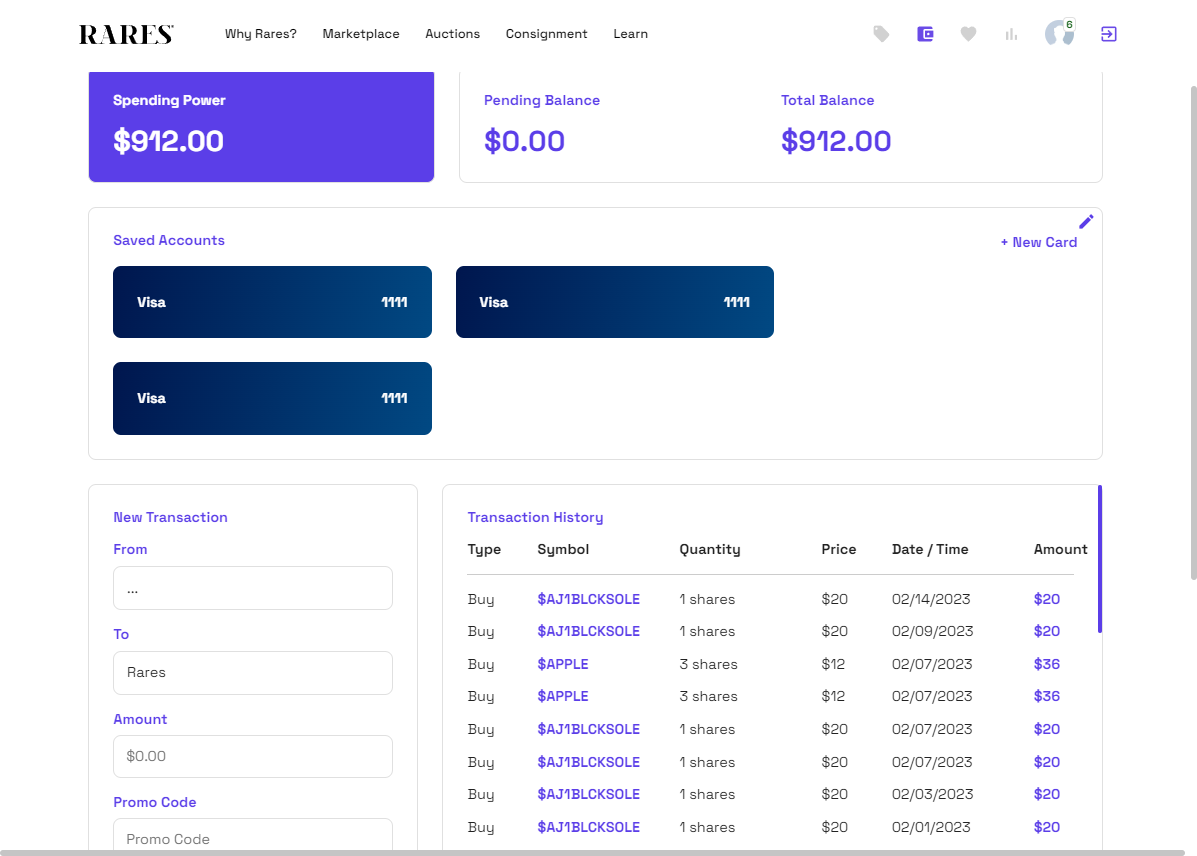 RARES
Why Rares? Marketplace Auctions Consignment Learn
6
Spending Power
$912.00
Pending Balance
$0.00
Total Balance
$912.00
Saved Accounts
+ New Card
Visa 1111
Visa 1111
Visa 1111
New Transaction
From
...
To
Rares
Amount
$0.00
Promo Code
Promo Code
Transaction History
Type Symbol Quantity Price Date / Time Amount
Buy $AJ1BLCKSOLE 1 shares $20 02/14/2023 $20
Buy $AJ1BLCKSOLE 1 shares $20 02/09/2023 $20
Buy $APPLE 3 shares $12 02/07/2023 $36
Buy $APPLE 3 shares $12 02/07/2023 $36
Buy $AJ1BLCKSOLE 1 shares $20 02/07/2023 $20
Buy $AJ1BLCKSOLE 1 shares $20 02/07/2023 $20
Buy $AJ1BLCKSOLE 1 shares $20 02/03/2023 $20
Buy $AJ1BLCKSOLE 1 shares $20 02/01/2023 $20